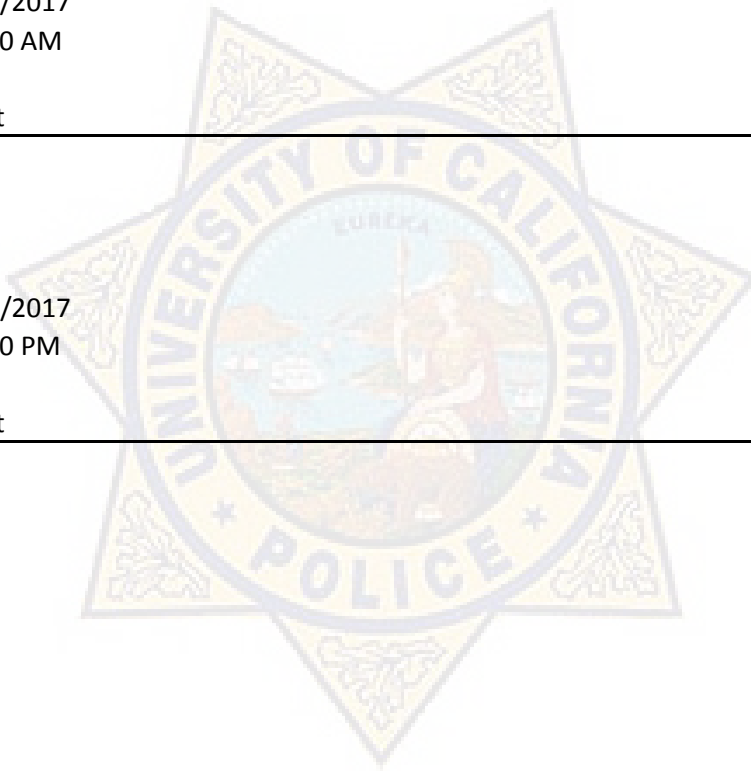 /2017
0 AM
t
UNIVERSITY OF CALIFORNIA
EUREKA
/2017
0 PM
t
* POLICE *